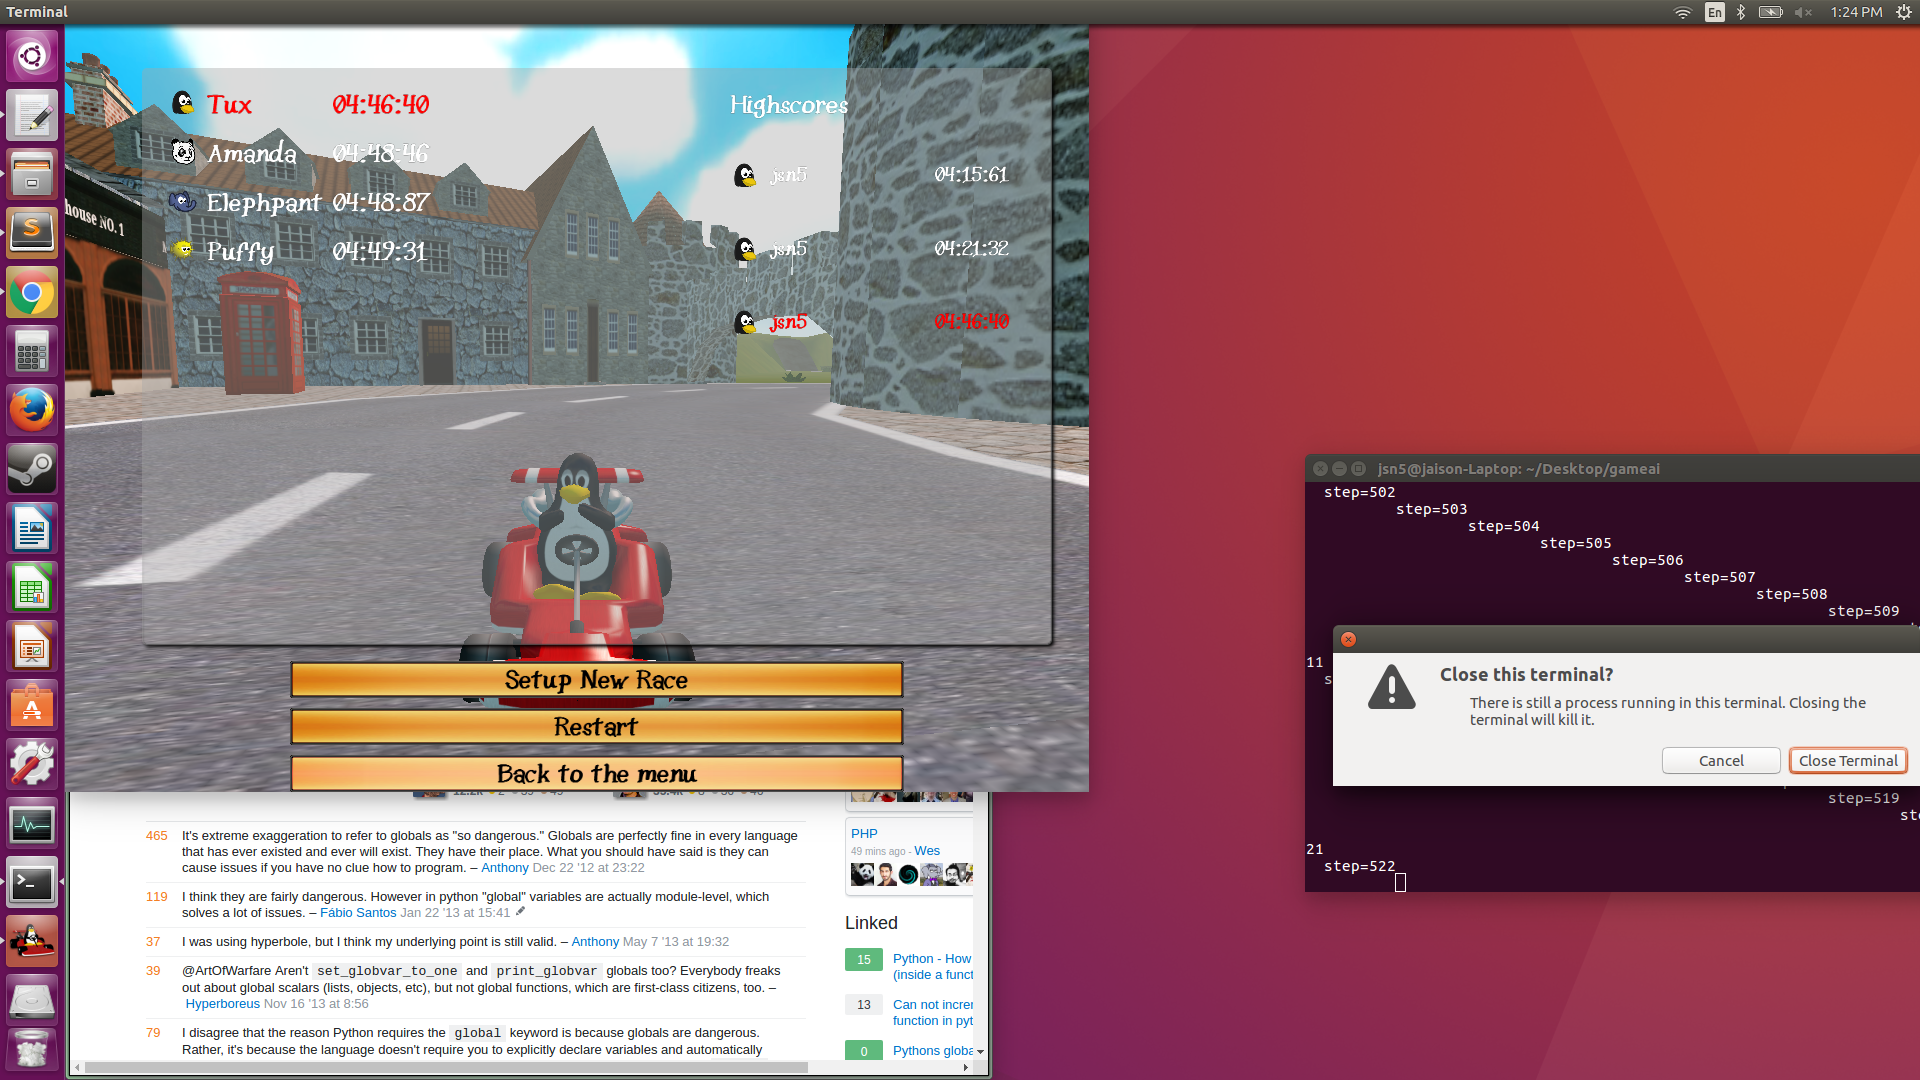 Terminal
En
1:24 PM
Tux 04:46:40
Amanda 04:48:46
Elephpant 04:48:87
Puffy 04:49:31
Highscores
jsn5 04:15:61
jsn5 04:21:32
jsn5 04:46:40
house NO.1
Setup New Race
Restart
Back to the menu
465 It's extreme exaggeration to refer to globals as "so dangerous." Globals are perfectly fine in every language
that has ever existed and ever will exist. They have their place. What you should have said is they can
cause issues if you have no clue how to program. – Anthony Dec 22 '12 at 23:22
119 I think they are fairly dangerous. However in python "global" variables are actually module-level, which
solves a lot of issues. – Fábio Santos Jan 22 '13 at 15:41
37 I was using hyperbole, but I think my underlying point is still valid. – Anthony May 7 '13 at 19:32
39 @ArtOfWarfare Aren't set_globvar_to_one and print_globvar globals too? Everybody freaks
out about global scalars (lists, objects, etc), but not global functions, which are first-class citizens, too. –
Hyperboreus Nov 16 '13 at 8:56
79 I disagree that the reason Python requires the global keyword is because globals are dangerous.
Rather, it's because the language doesn't require you to explicitly declare variables and automatically
PHP
49 mins ago - Wes
Linked
15 Python - How
(inside a funct
13 Can not increr
function in pyt
0 Pythons globa
jsn5@jaison-Laptop: ~/Desktop/gameai
step=502
step=503
step=504
step=505
step=506
step=507
step=508
step=509
11
s
Close this terminal?
There is still a process running in this terminal. Closing the
terminal will kill it.
Cancel
Close Terminal
step=519
ste
21
step=522